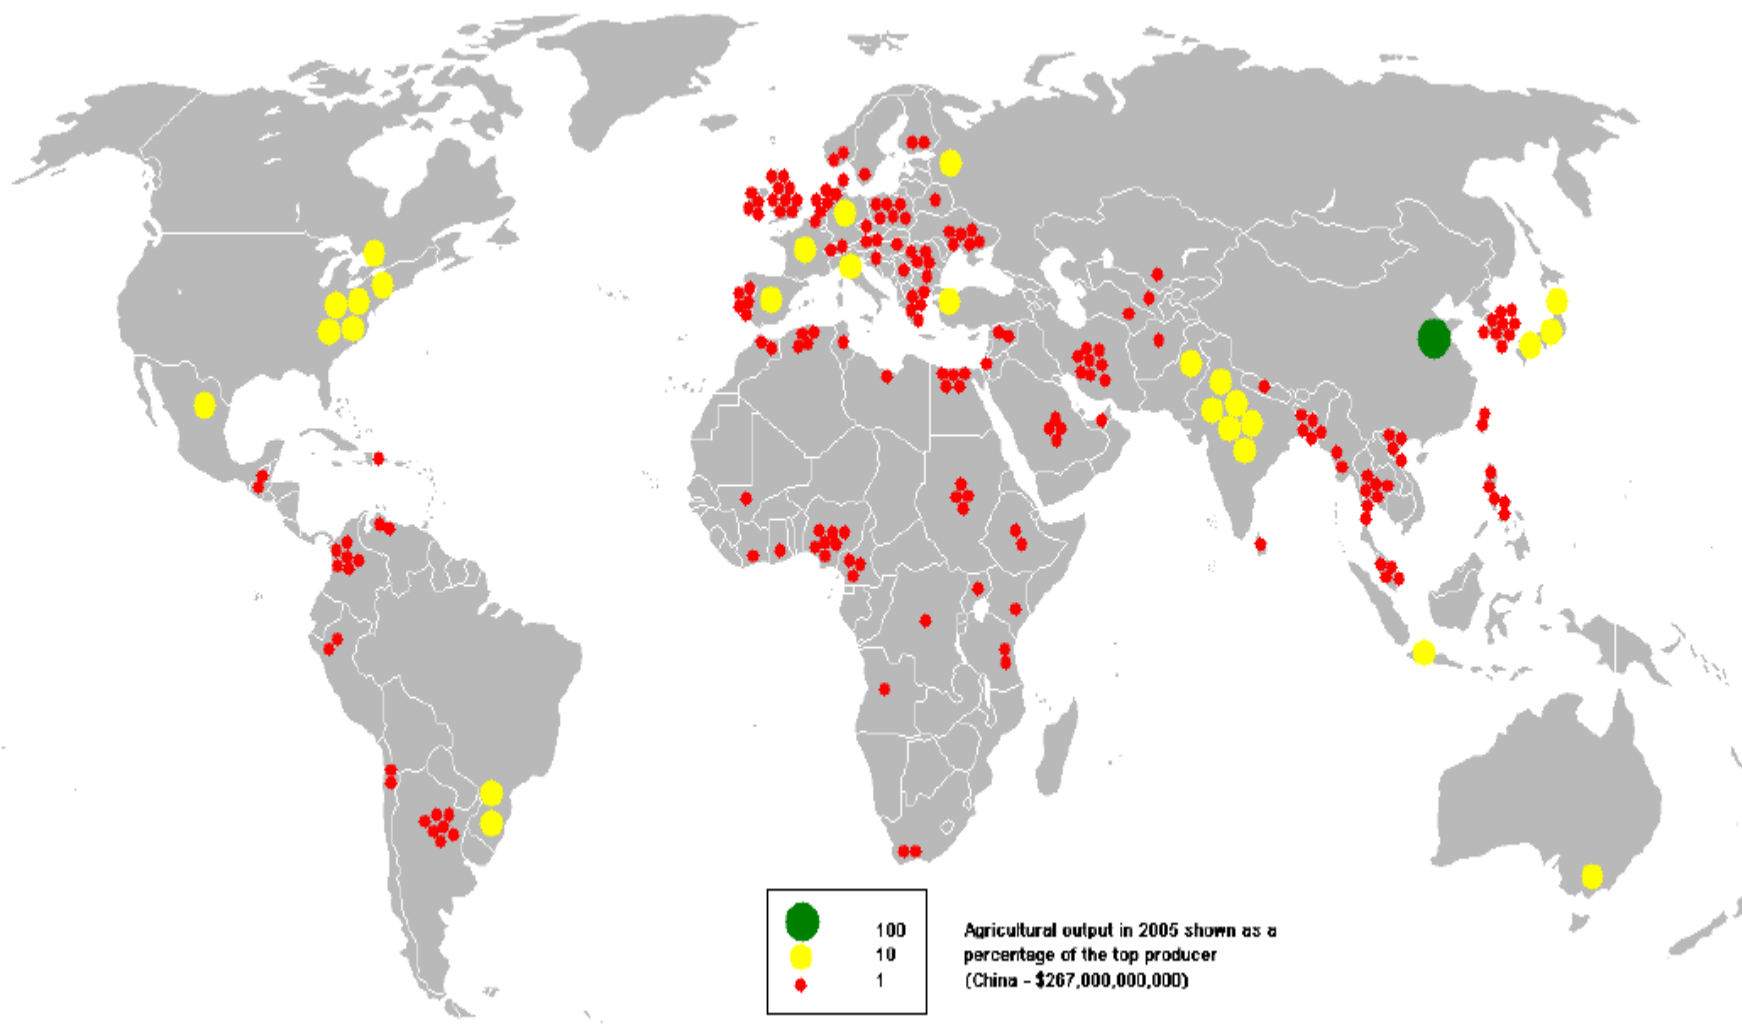 100
10
1
Agricultural output in 2005 shown as a
percentage of the top producer
(China - $267,000,000,000)